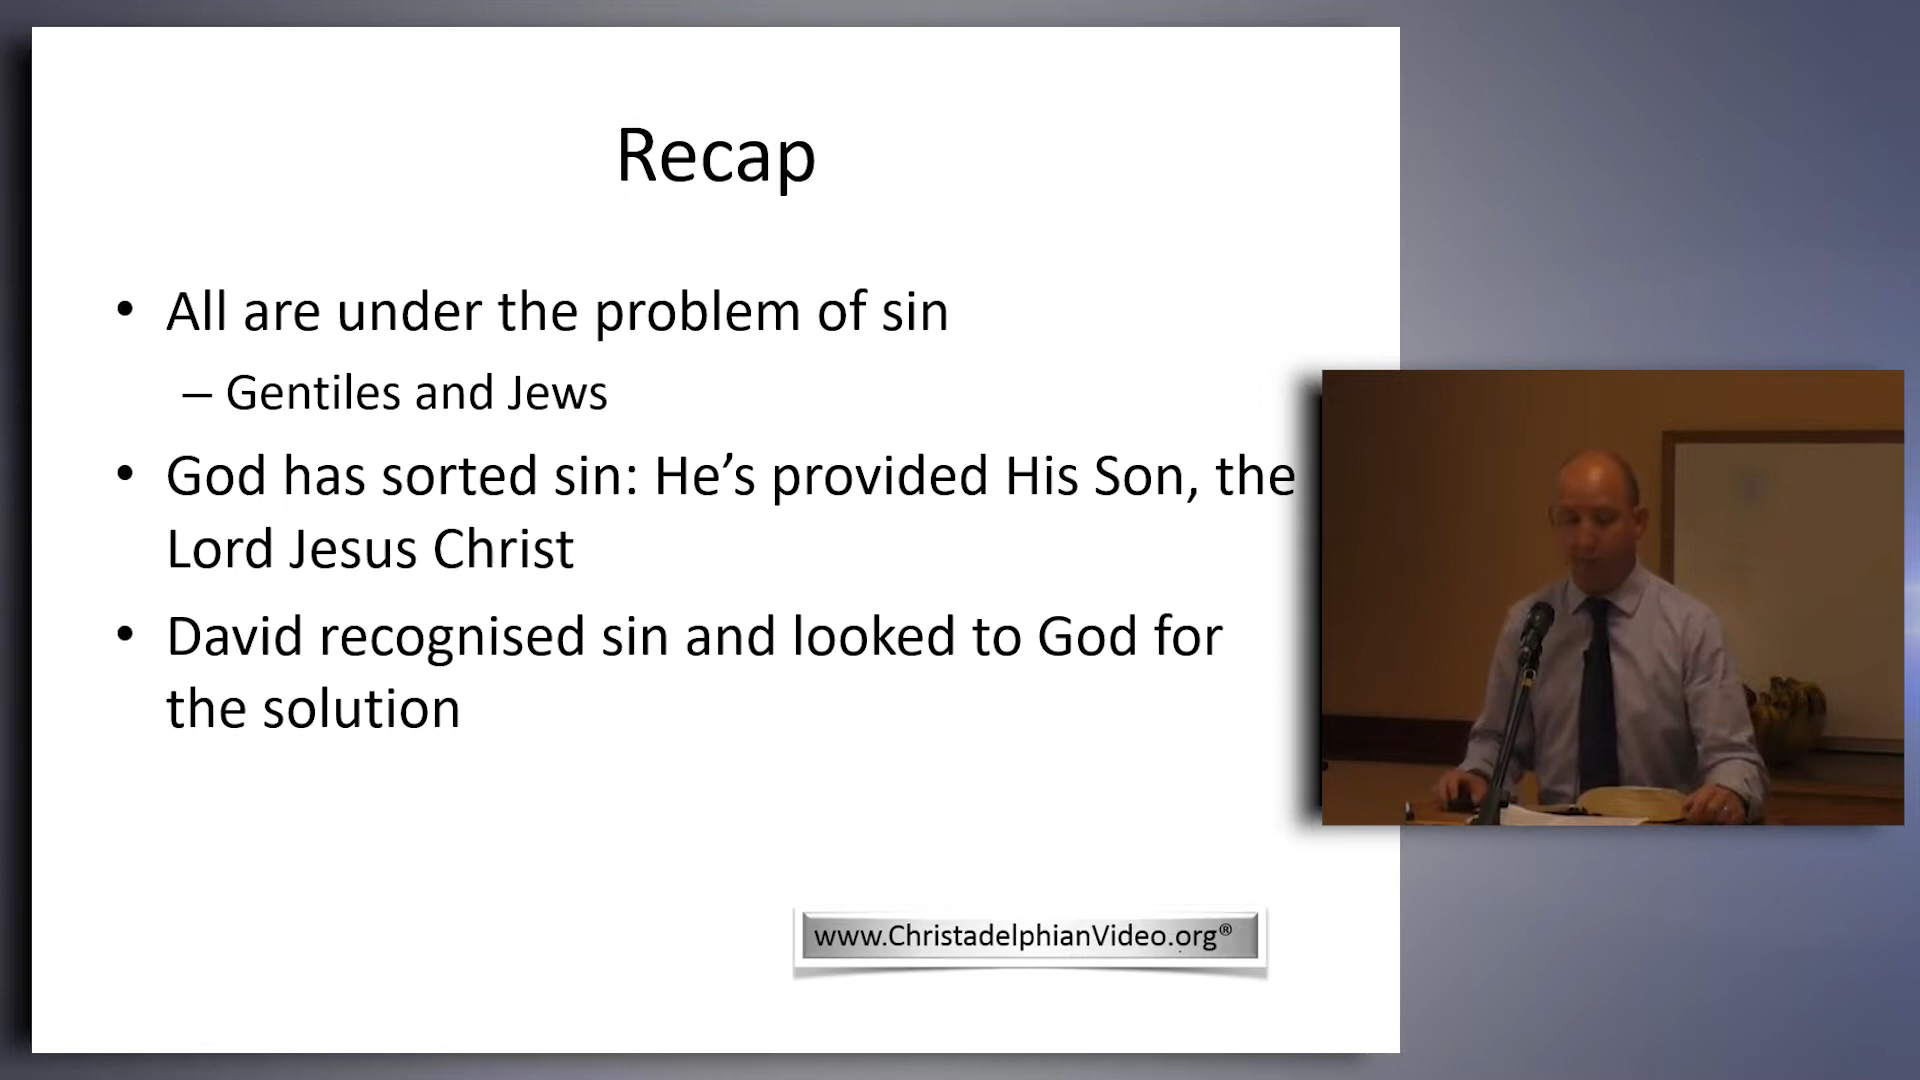 Recap
• All are under the problem of sin
– Gentiles and Jews
• God has sorted sin: He’s provided His Son, the
Lord Jesus Christ
• David recognised sin and looked to God for
the solution
www.ChristadelphianVideo.org®